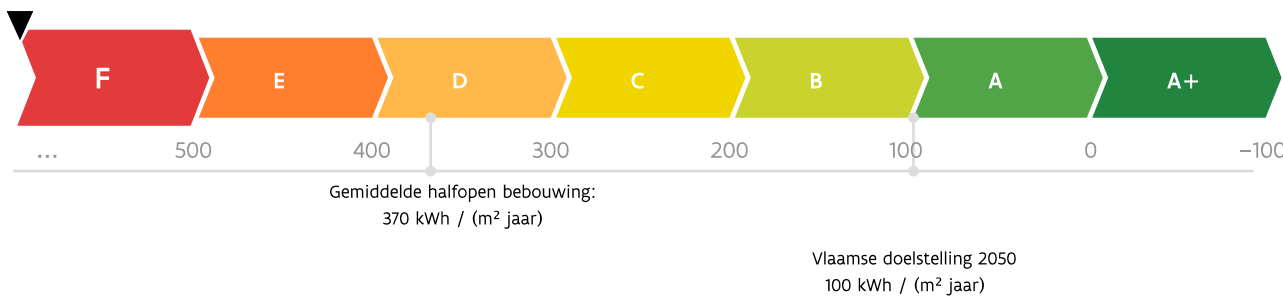 F E D C B A A+
... 500 400 300 200 100 0 −100
Gemiddelde halfopen bebouwing:
370 kWh / (m² jaar)
Vlaamse doelstelling 2050
100 kWh / (m² jaar)